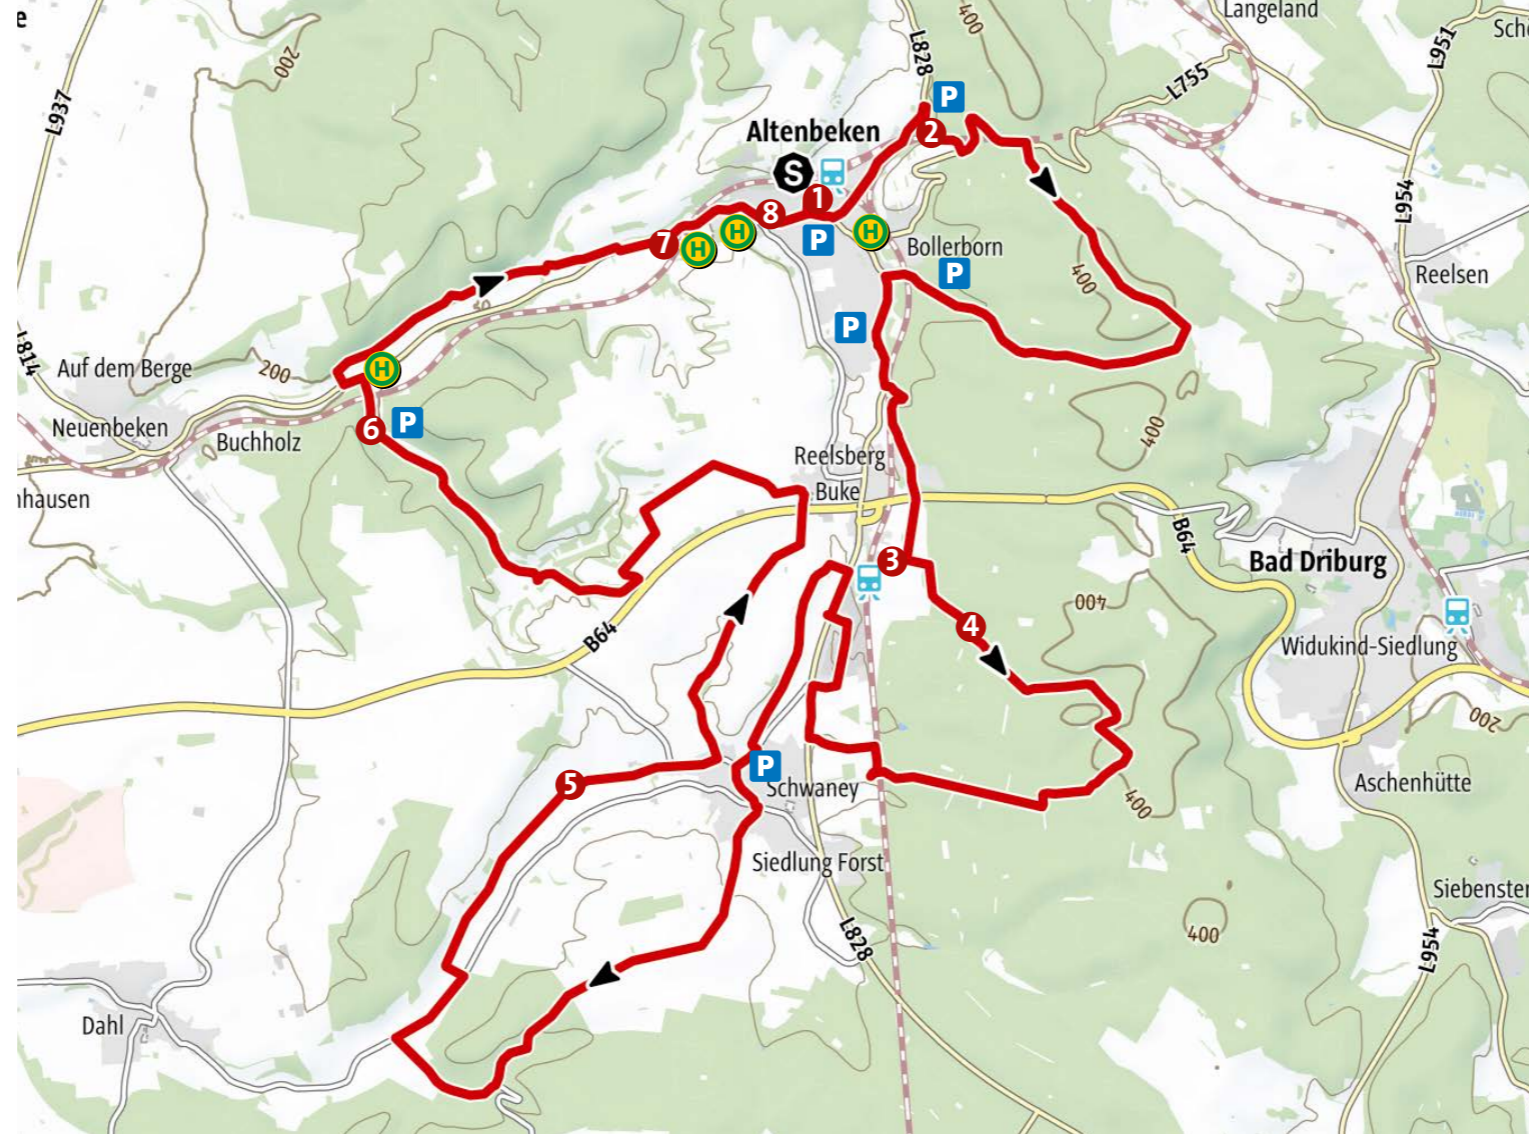 e
400
Langeland
L951
Sche
200
L828
L937
P
L755
Altenbeken
2
S
1
8
L954
H
7
H
H
P
Bollerborn
P
400
Reelsen
L814
P
Auf dem Berge
200
H
Neuenbeken
Buchholz
6
P
400
nhausen
Reelsberg
Buke
B64
Bad Driburg
3
400
B64
4
Widukind-Siedlung
200
P
5
Schwaney
Aschenhütte
400
Siedlung Forst
Siebenster
400
L828
L954
Dahl